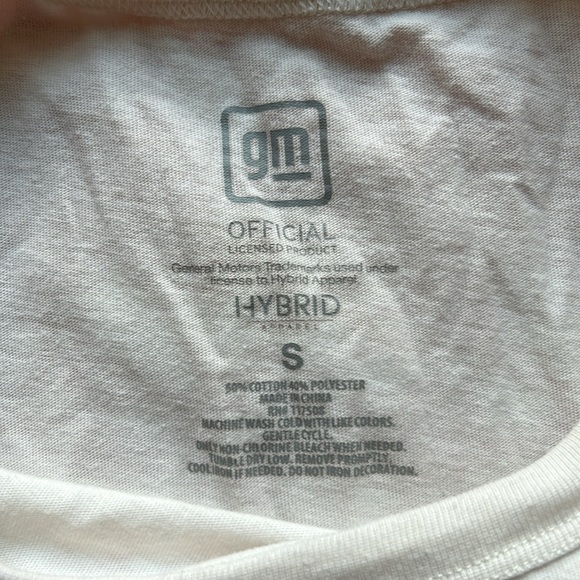 gm
OFFICIAL
LICENSED PRODUCT
General Motors Trademarks used under
license to Hybrid Apparel
HYBRID
APPAREL
S
60% COTTON 40% POLYESTER
MADE IN CHINA
RN# 117508
MACHINE WASH COLD WITH LIKE COLORS.
GENTLE CYCLE.
ONLY NON-CHLORINE BLEACH WHEN NEEDED.
TUMBLE DRY LOW. REMOVE PROMPTLY.
COOL IRON IF NEEDED. DO NOT IRON DECORATION.